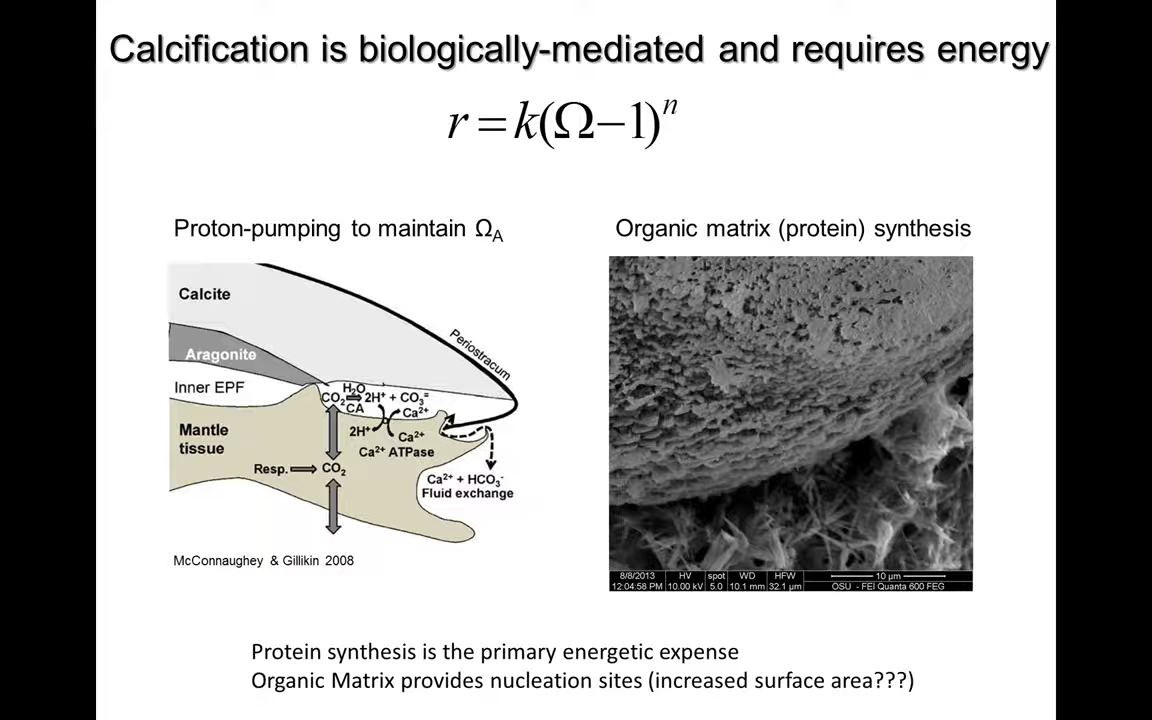 Calcification is biologically-mediated and requires energy
r = k(Ω−1)ⁿ
Proton-pumping to maintain Ω_A
Calcite
Aragonite
Periostracum
Inner EPF
H₂O
CO₂ 2H⁺ + CO₃⁼
CA
Ca²⁺
Mantle
tissue
2H⁺
Ca²⁺
Ca²⁺ ATPase
Resp. CO₂
Ca²⁺ + HCO₃⁻
Fluid exchange
McConnaughey & Gillikin 2008
Organic matrix (protein) synthesis
8/8/2013 HV spot WD HFW 10 µm
12:04:58 PM 10.00 kV 5.0 10.1 mm 32.1 µm OSU - FEI Quanta 600 FEG
Protein synthesis is the primary energetic expense
Organic Matrix provides nucleation sites (increased surface area???)